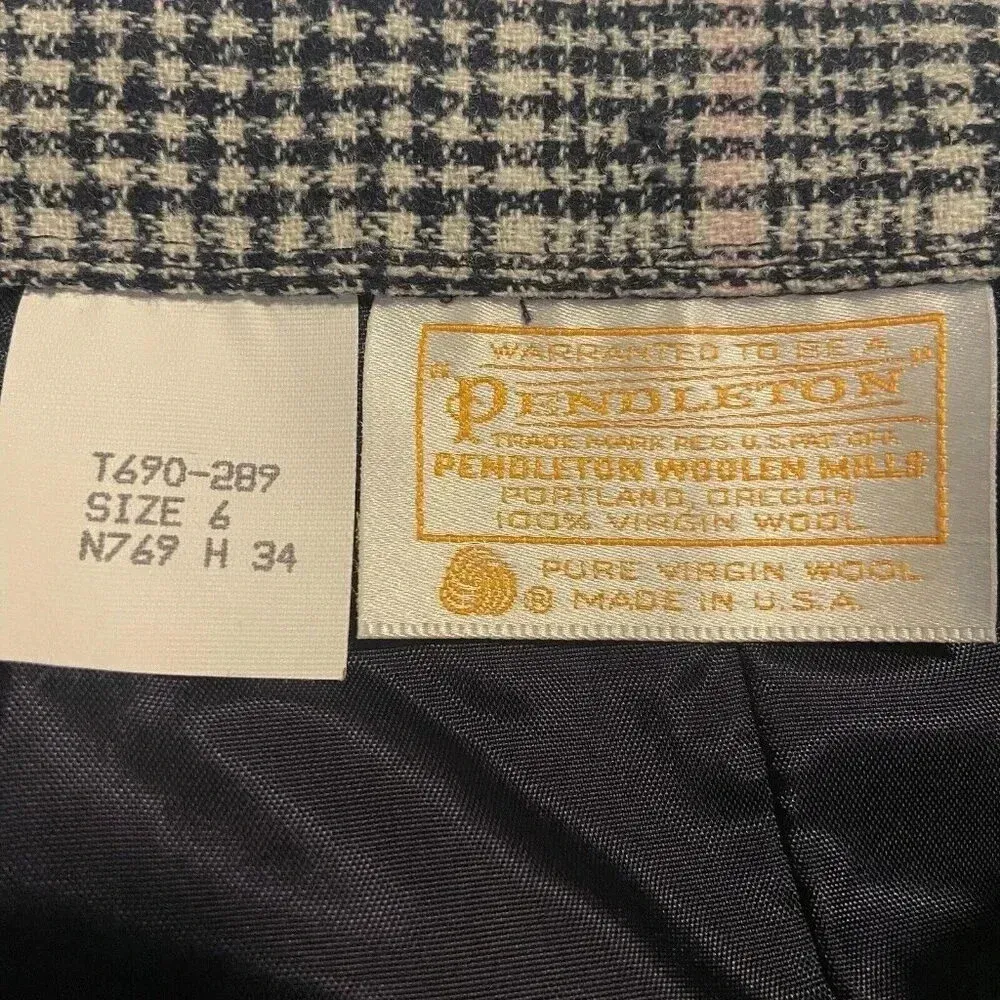 T690-289
SIZE 6
N769 H 34
WARRANTED TO BE A
"PENDLETON"
TRADE MARK REG. U.S. PAT. OFF.
PENDLETON WOOLEN MILLS
PORTLAND, OREGON
100% VIRGIN WOOL
PURE VIRGIN WOOL
® MADE IN U.S.A.